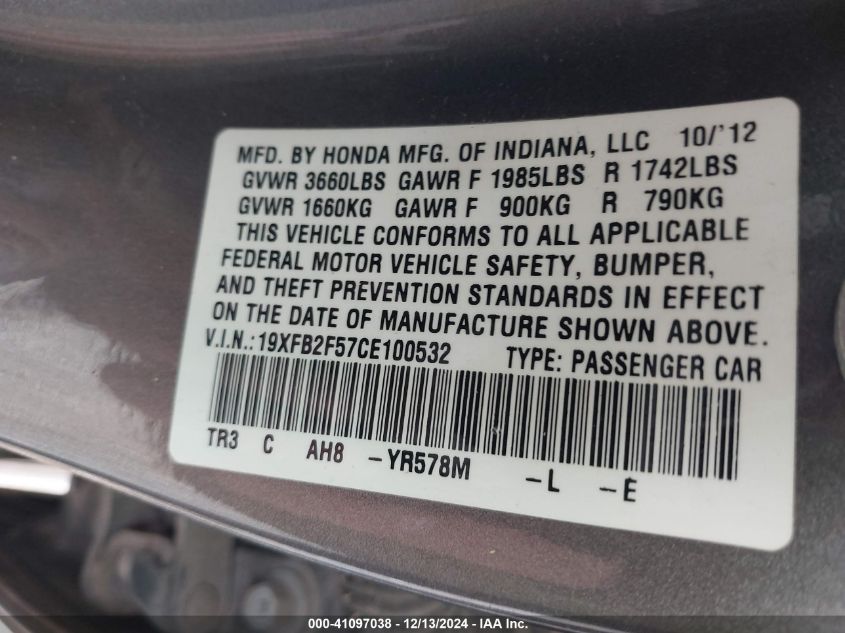 MFD. BY HONDA MFG. OF INDIANA, LLC 10/'12
GVWR 3660LBS GAWR F 1985LBS R 1742LBS
GVWR 1660KG GAWR F 900KG R 790KG
THIS VEHICLE CONFORMS TO ALL APPLICABLE
FEDERAL MOTOR VEHICLE SAFETY, BUMPER,
AND THEFT PREVENTION STANDARDS IN EFFECT
ON THE DATE OF MANUFACTURE SHOWN ABOVE.
V.I.N.:19XFB2F57CE100532 TYPE: PASSENGER CAR
TR3 C AH8 -YR578M -L -E
000-41097038 - 12/13/2024 - IAA Inc.